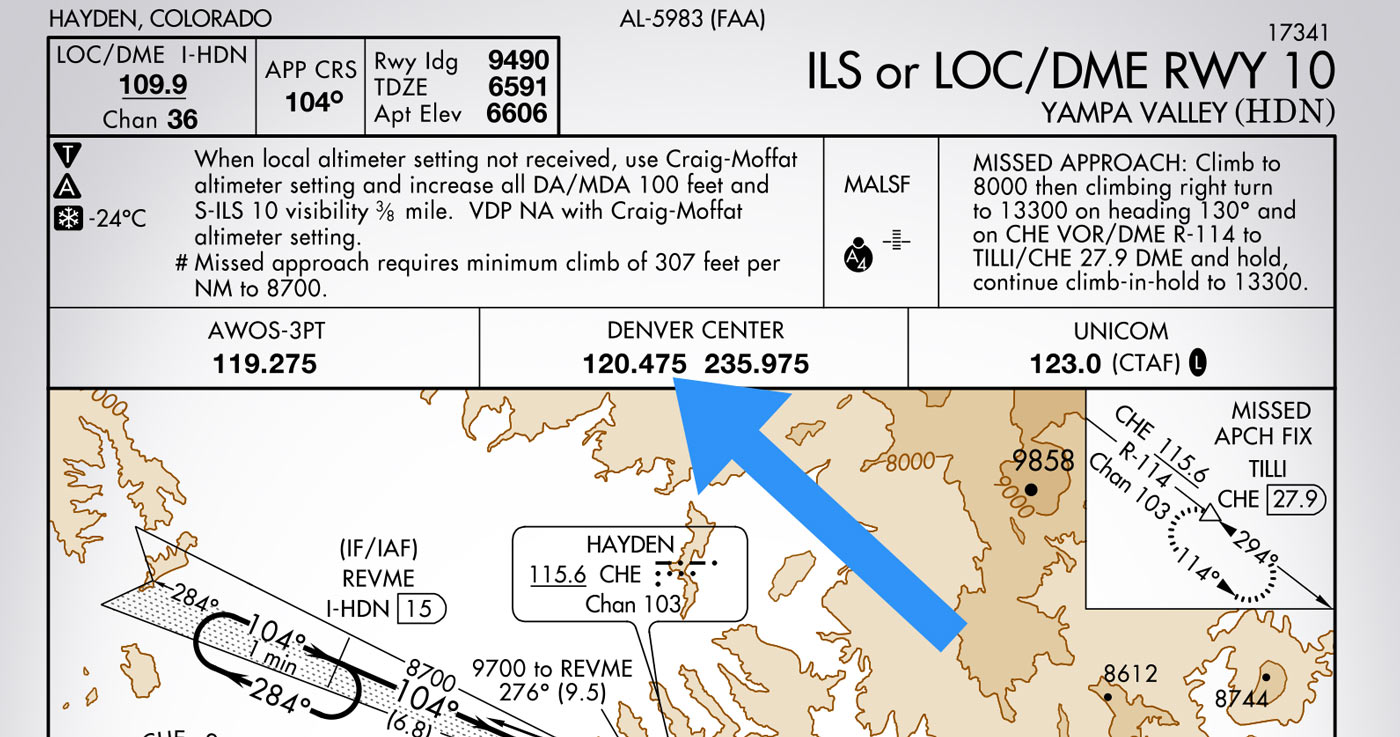 HAYDEN, COLORADO
AL-5983 (FAA)
17341
LOC/DME I-HDN
109.9
Chan 36
APP CRS
104°
Rwy ldg 9490
TDZE 6591
Apt Elev 6606
ILS or LOC/DME RWY 10
YAMPA VALLEY (HDN)
T
A
-24°C
When local altimeter setting not received, use Craig-Moffat
altimeter setting and increase all DA/MDA 100 feet and
S-ILS 10 visibility ⅜ mile. VDP NA with Craig-Moffat
altimeter setting.
# Missed approach requires minimum climb of 307 feet per
NM to 8700.
MALSF
A4
MISSED APPROACH: Climb to
8000 then climbing right turn
to 13300 on heading 130° and
on CHE VOR/DME R-114 to
TILLI/CHE 27.9 DME and hold,
continue climb-in-hold to 13300.
AWOS-3PT
119.275
DENVER CENTER
120.475 235.975
UNICOM
123.0 (CTAF) L
8000
9858
9000
MISSED
APCH FIX
TILLI
CHE 27.9
CHE 115.6
R-114
Chan 103
294°
114°
(IF/IAF)
REVME
I-HDN 15
HAYDEN
115.6 CHE
Chan 103
284°
104°
1 min
284°
8700
104°
(6.8)
9700 to REVME
276° (9.5)
8612
8744